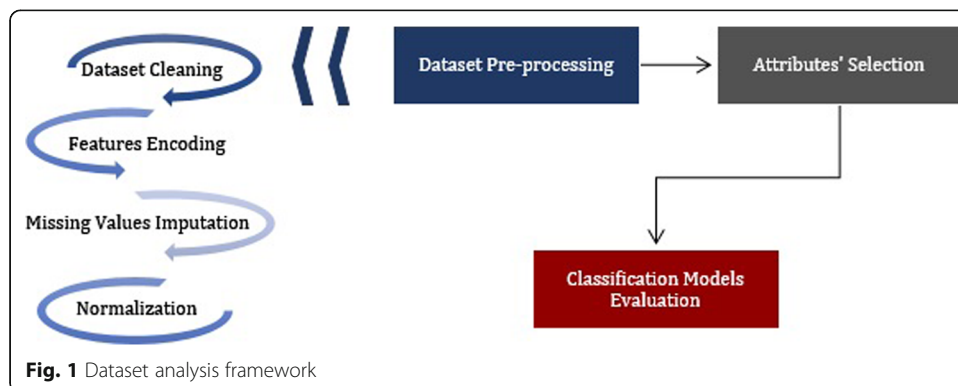 Dataset Cleaning
Features Encoding
Missing Values Imputation
Normalization
Dataset Pre-processing
Attributes' Selection
Classification Models
Evaluation
Fig. 1 Dataset analysis framework